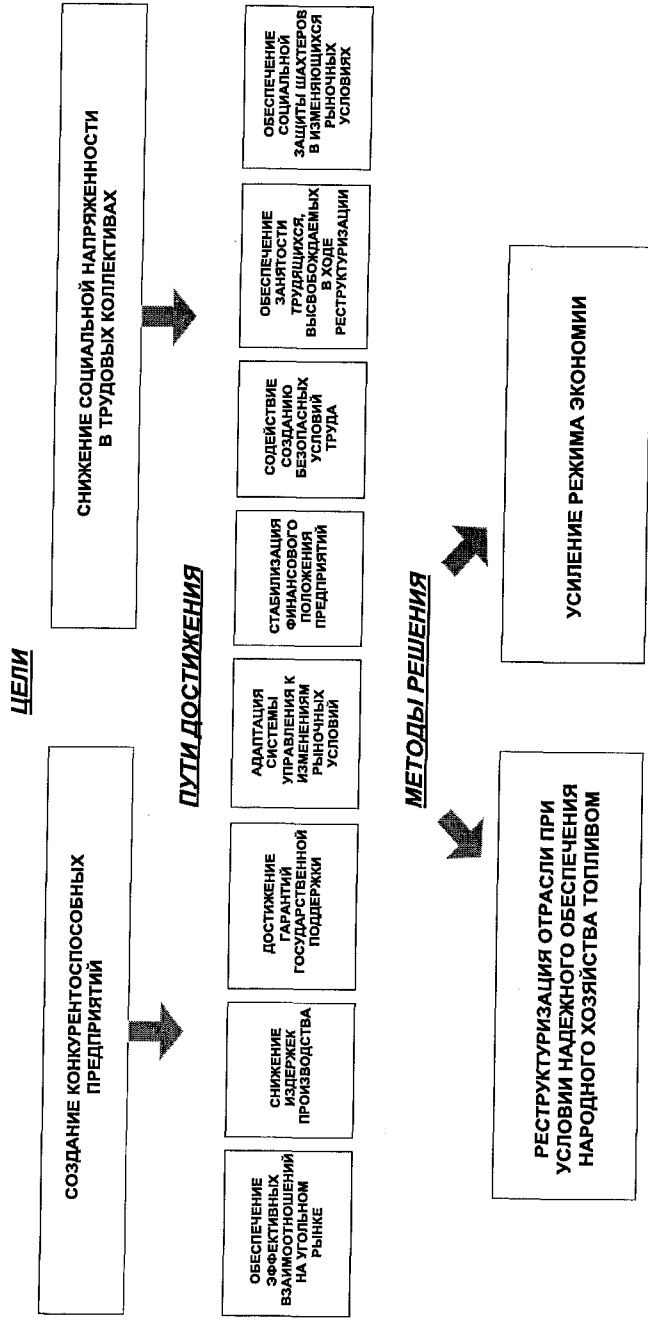 ЦЕЛИ
СОЗДАНИЕ КОНКУРЕНТОСПОСОБНЫХ
ПРЕДПРИЯТИЙ
СНИЖЕНИЕ СОЦИАЛЬНОЙ НАПРЯЖЕННОСТИ
В ТРУДОВЫХ КОЛЛЕКТИВАХ
ПУТИ ДОСТИЖЕНИЯ
ОБЕСПЕЧЕНИЕ
ЭФФЕКТИВНЫХ
ВЗАИМООТНОШЕНИЙ
НА УГОЛЬНОМ
РЫНКЕ
СНИЖЕНИЕ
ИЗДЕРЖЕК
ПРОИЗВОДСТВА
ДОСТИЖЕНИЕ
ГАРАНТИЙ
ГОСУДАРСТВЕННОЙ
ПОДДЕРЖКИ
АДАПТАЦИЯ
СИСТЕМЫ
УПРАВЛЕНИЯ К
ИЗМЕНЕНИЯМ
РЫНОЧНЫХ
УСЛОВИЙ
СТАБИЛИЗАЦИЯ
ФИНАНСОВОГО
ПОЛОЖЕНИЯ
ПРЕДПРИЯТИЙ
СОДЕЙСТВИЕ
СОЗДАНИЮ
БЕЗОПАСНЫХ
УСЛОВИЙ
ТРУДА
ОБЕСПЕЧЕНИЕ
ЗАНЯТОСТИ
ТРУДЯЩИХСЯ,
ВЫСВОБОЖДАЕМЫХ
В ХОДЕ
РЕСТРУКТУРИЗАЦИИ
ОБЕСПЕЧЕНИЕ
СОЦИАЛЬНОЙ
ЗАЩИТЫ ШАХТЕРОВ
В ИЗМЕНЯЮЩИХСЯ
РЫНОЧНЫХ
УСЛОВИЯХ
МЕТОДЫ РЕШЕНИЯ
РЕСТРУКТУРИЗАЦИЯ ОТРАСЛИ ПРИ
УСЛОВИИ НАДЕЖНОГО ОБЕСПЕЧЕНИЯ
НАРОДНОГО ХОЗЯЙСТВА ТОПЛИВОМ
УСИЛЕНИЕ РЕЖИМА ЭКОНОМИИ